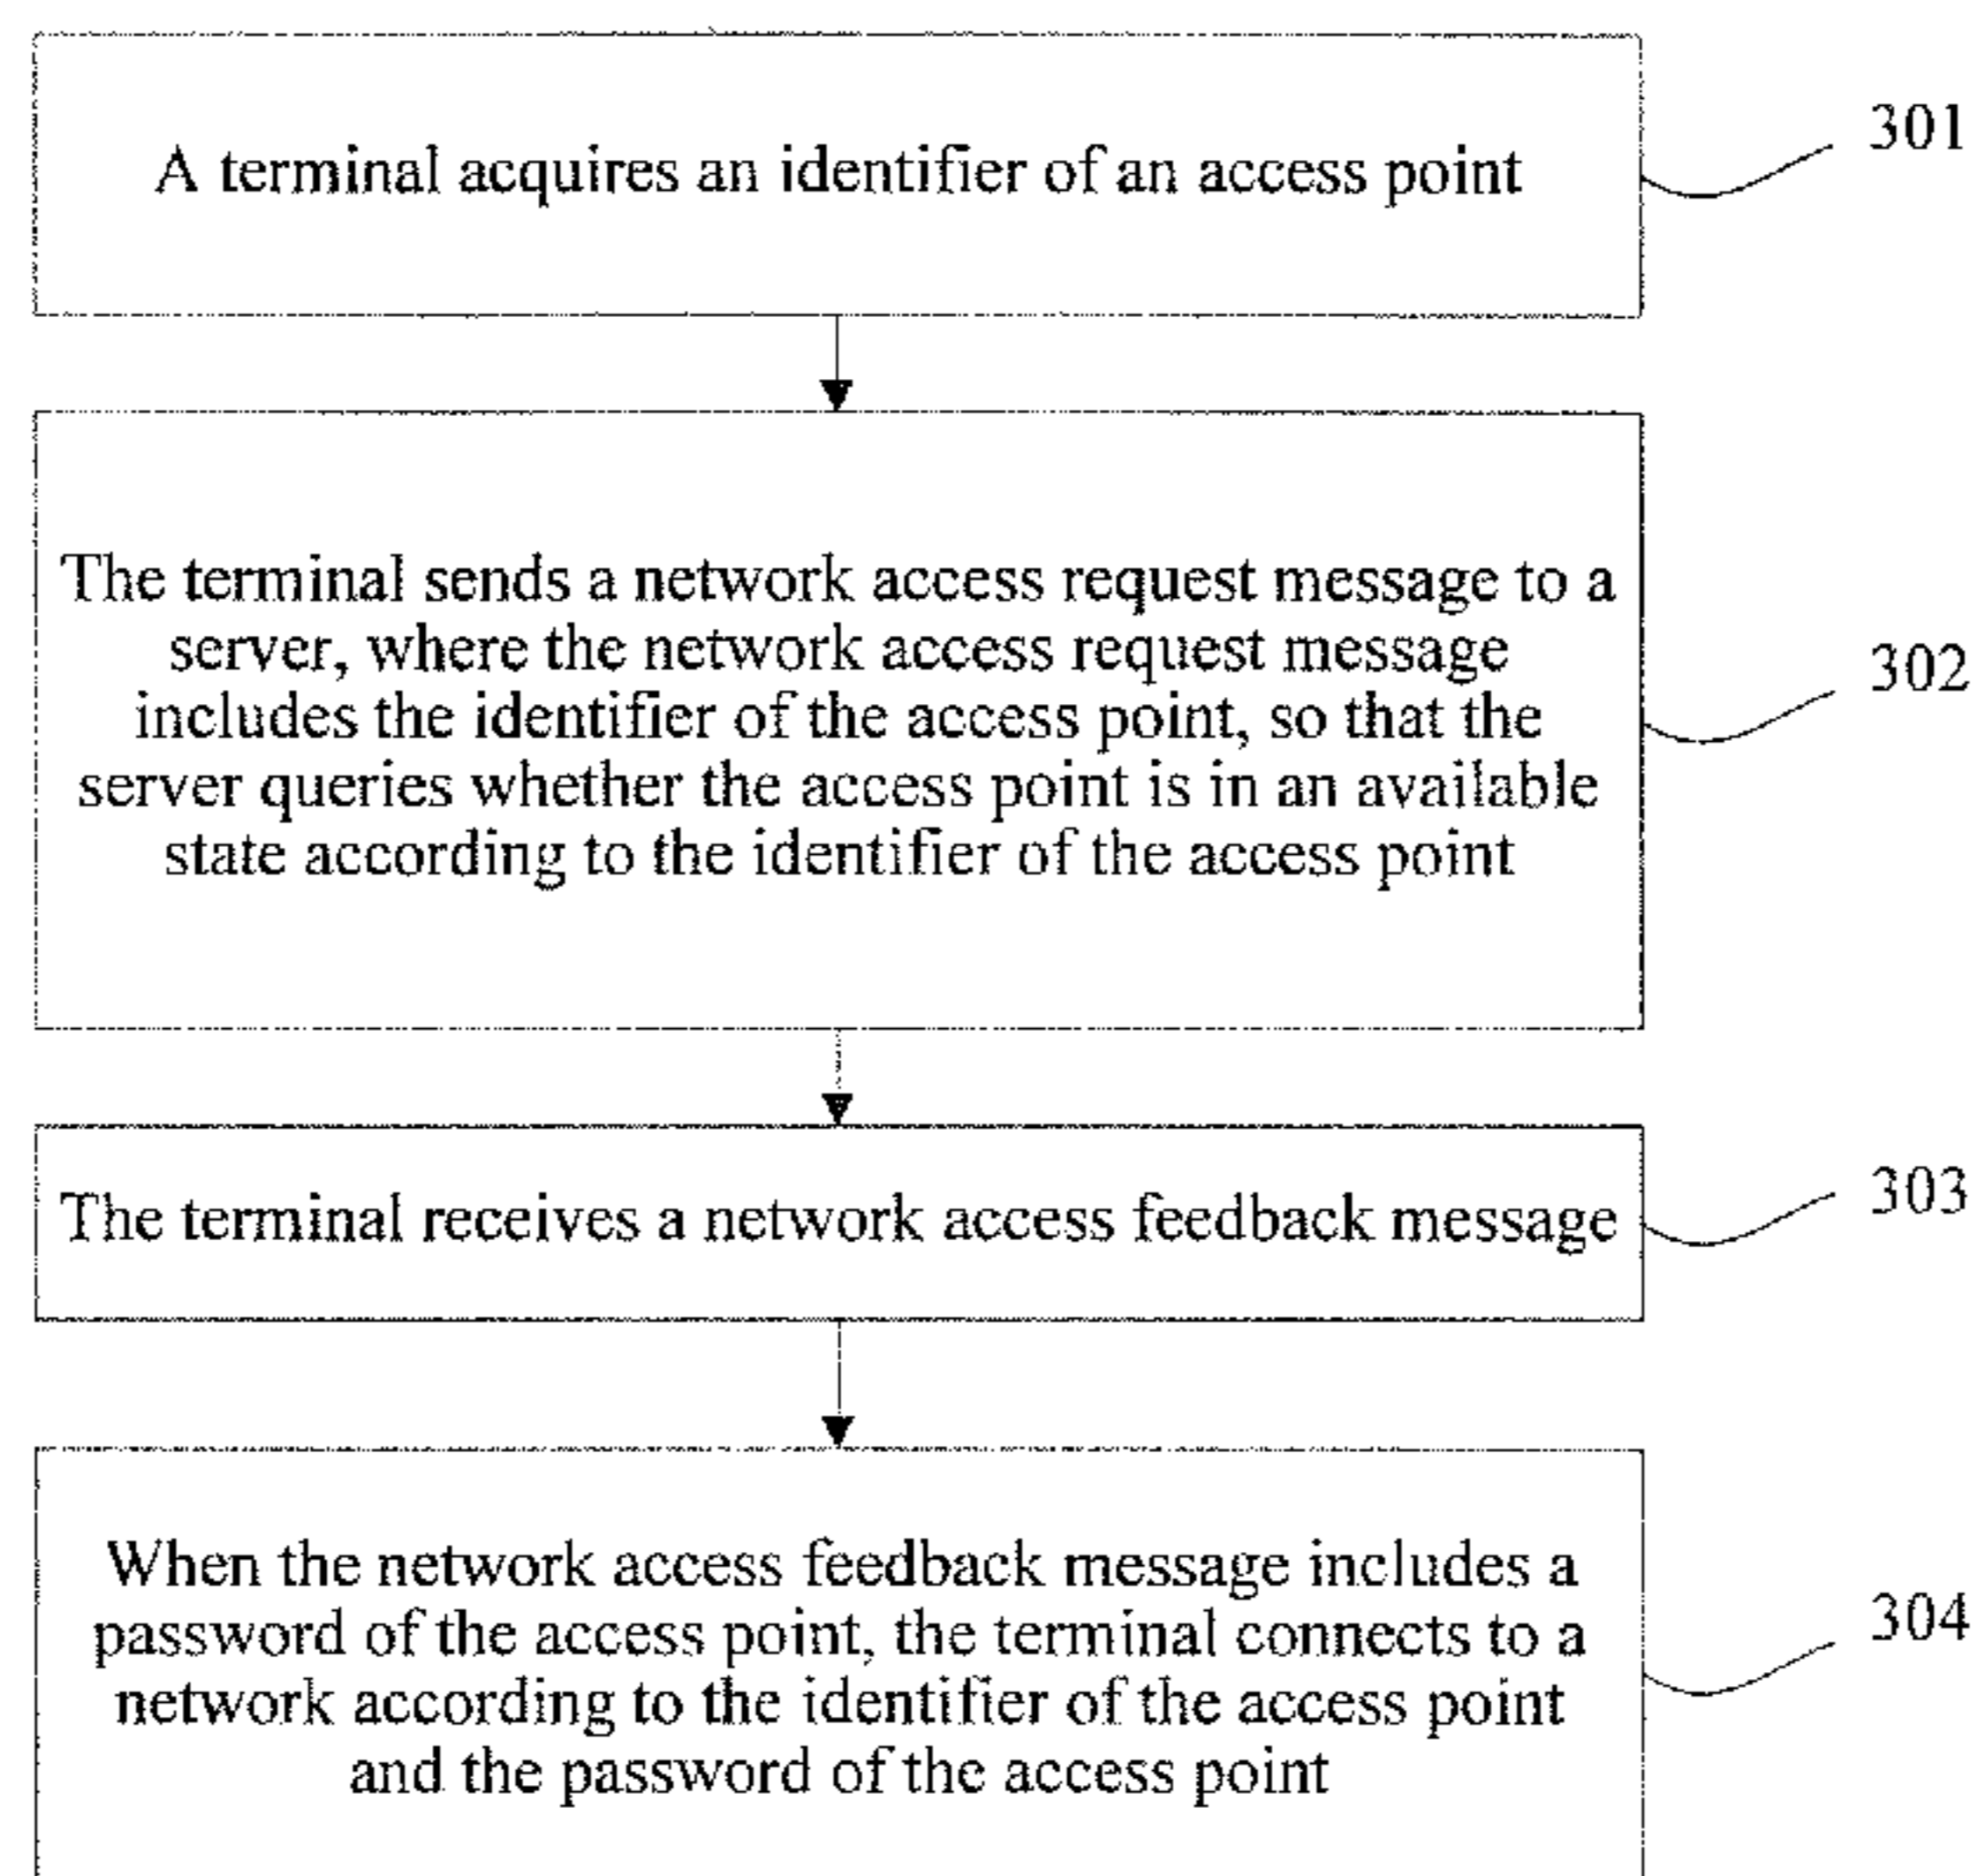 A terminal acquires an identifier of an access point
301
The terminal sends a network access request message to a
server, where the network access request message
includes the identifier of the access point, so that the
server queries whether the access point is in an available
state according to the identifier of the access point
302
The terminal receives a network access feedback message
303
When the network access feedback message includes a
password of the access point, the terminal connects to a
network according to the identifier of the access point
and the password of the access point
304